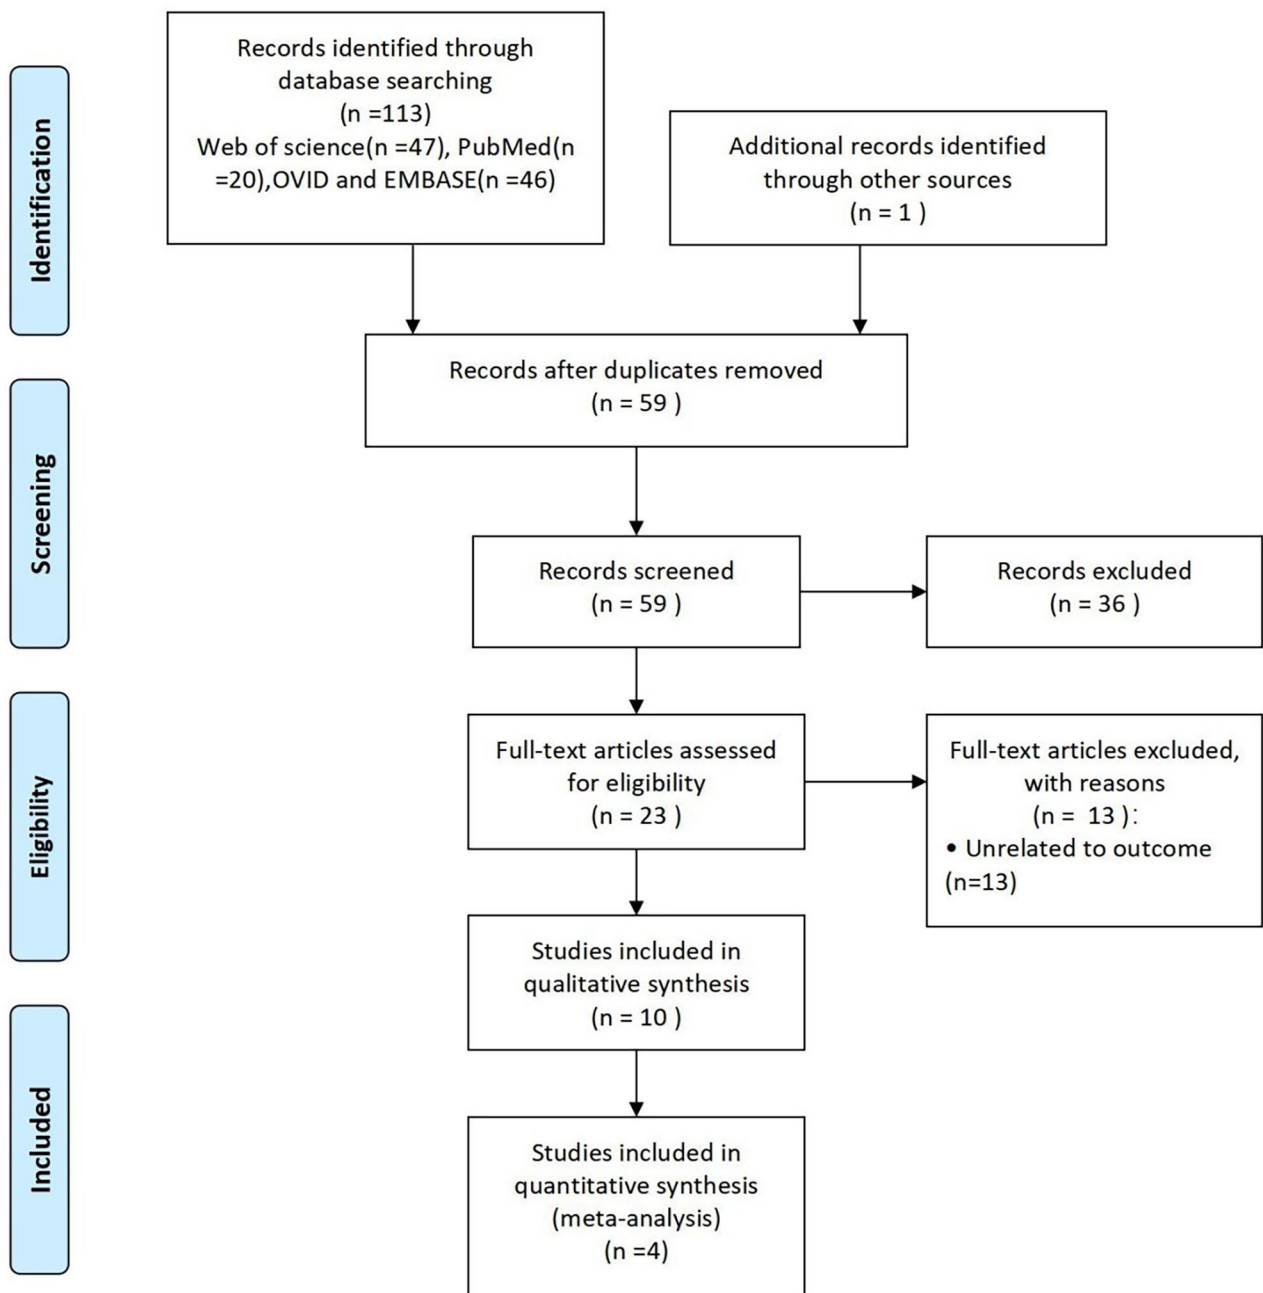 Identification
Records identified through
database searching
(n =113)
Web of science(n =47), PubMed(n
=20),OVID and EMBASE(n =46)
Additional records identified
through other sources
(n = 1 )
Records after duplicates removed
(n = 59 )
Screening
Records screened
(n = 59 )
Records excluded
(n = 36 )
Eligibility
Full-text articles assessed
for eligibility
(n = 23 )
Full-text articles excluded,
with reasons
(n =  13 ):
• Unrelated to outcome
(n=13)
Studies included in
qualitative synthesis
(n = 10 )
Included
Studies included in
quantitative synthesis
(meta-analysis)
(n =4)